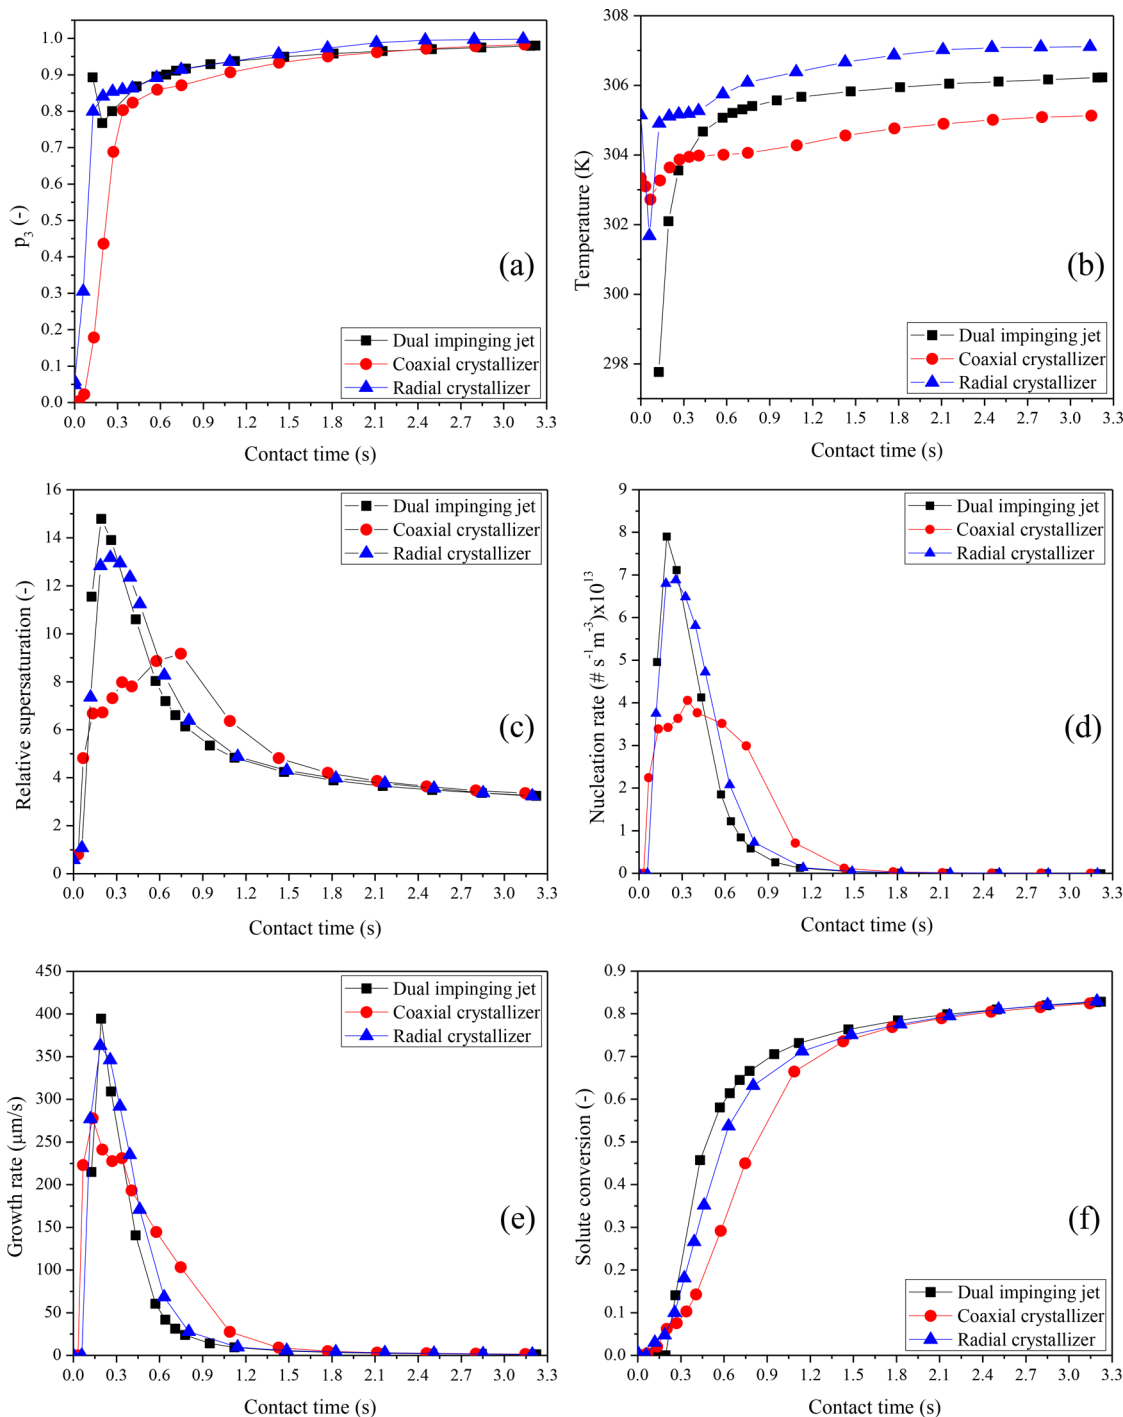 1.0
0.9
0.8
0.7
0.6
0.5
0.4
0.3
0.2
0.1
0.0
p3 (-)
(a)
Dual impinging jet
Coaxial crystallizer
Radial crystallizer
0.0 0.3 0.6 0.9 1.2 1.5 1.8 2.1 2.4 2.7 3.0 3.3
Contact time (s)
308
306
304
302
300
298
Temperature (K)
(b)
Dual impinging jet
Coaxial crystallizer
Radial crystallizer
0.0 0.3 0.6 0.9 1.2 1.5 1.8 2.1 2.4 2.7 3.0 3.3
Contact time (s)
16
14
12
10
8
6
4
2
0
Relative supersaturation (-)
Dual impinging jet
Coaxial crystallizer
Radial crystallizer
(c)
0.0 0.3 0.6 0.9 1.2 1.5 1.8 2.1 2.4 2.7 3.0 3.3
Contact time (s)
9
8
7
6
5
4
3
2
1
0
Nucleation rate (# s-1m-3)x1013
Dual impinging jet
Coaxial crystallizer
Radial crystallizer
(d)
0.0 0.3 0.6 0.9 1.2 1.5 1.8 2.1 2.4 2.7 3.0 3.3
Contact time (s)
450
400
350
300
250
200
150
100
50
0
Growth rate (μm/s)
Dual impinging jet
Coaxial crystallizer
Radial crystallizer
(e)
0.0 0.3 0.6 0.9 1.2 1.5 1.8 2.1 2.4 2.7 3.0 3.3
Contact time (s)
0.9
0.8
0.7
0.6
0.5
0.4
0.3
0.2
0.1
0.0
Solute conversion (-)
(f)
Dual impinging jet
Coaxial crystallizer
Radial crystallizer
0.0 0.3 0.6 0.9 1.2 1.5 1.8 2.1 2.4 2.7 3.0 3.3
Contact time (s)